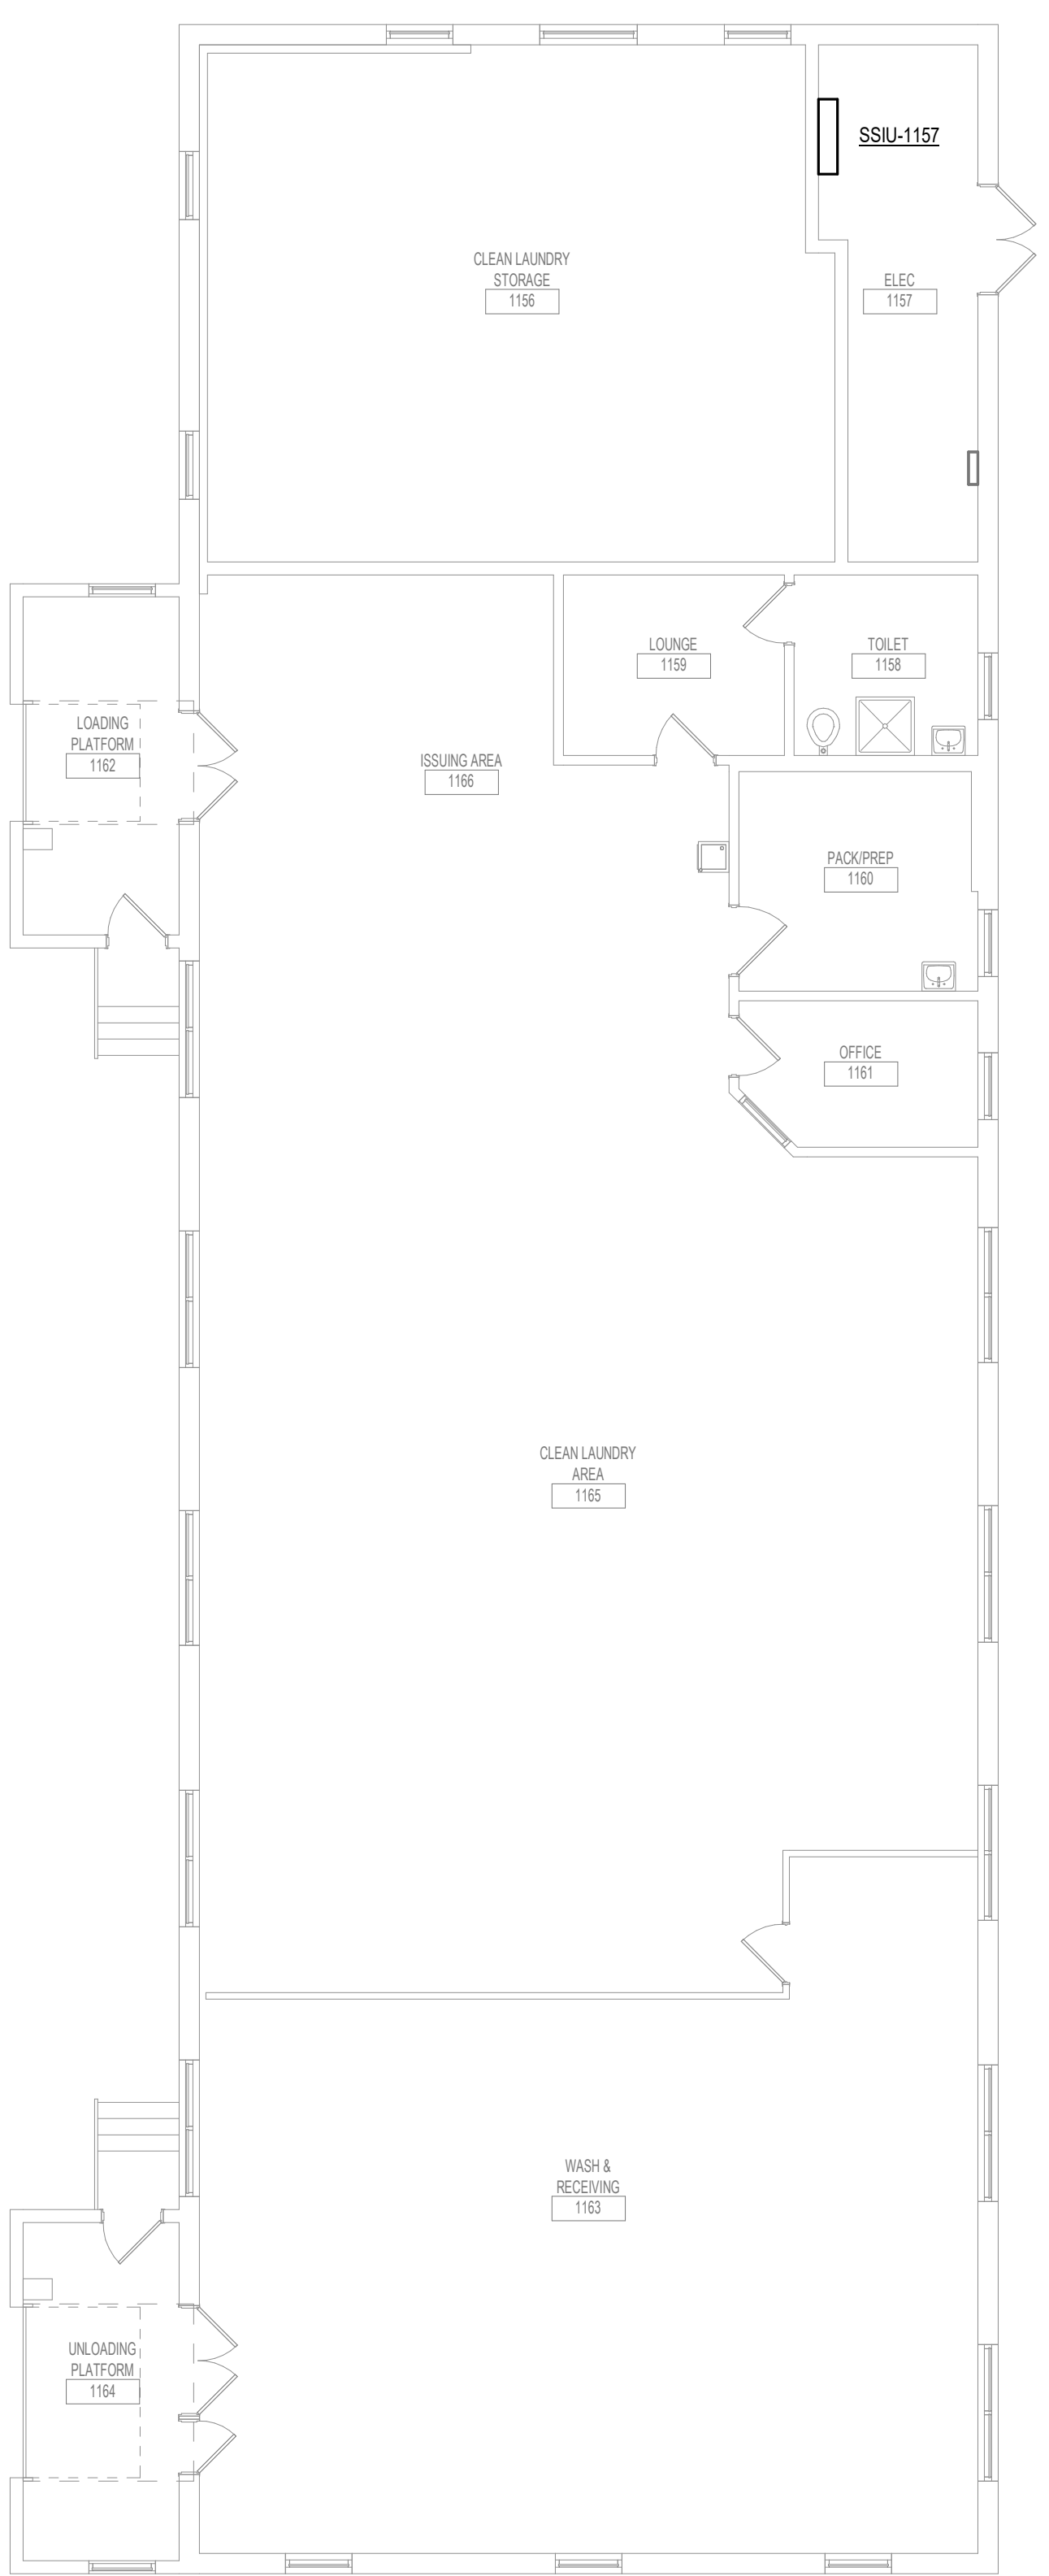 SSIU-1157
CLEAN LAUNDRY
STORAGE
1156
ELEC
1157
LOUNGE
1159
TOILET
1158
LOADING
PLATFORM
1162
ISSUING AREA
1166
PACK/PREP
1160
OFFICE
1161
CLEAN LAUNDRY
AREA
1165
WASH &
RECEIVING
1163
UNLOADING
PLATFORM
1164